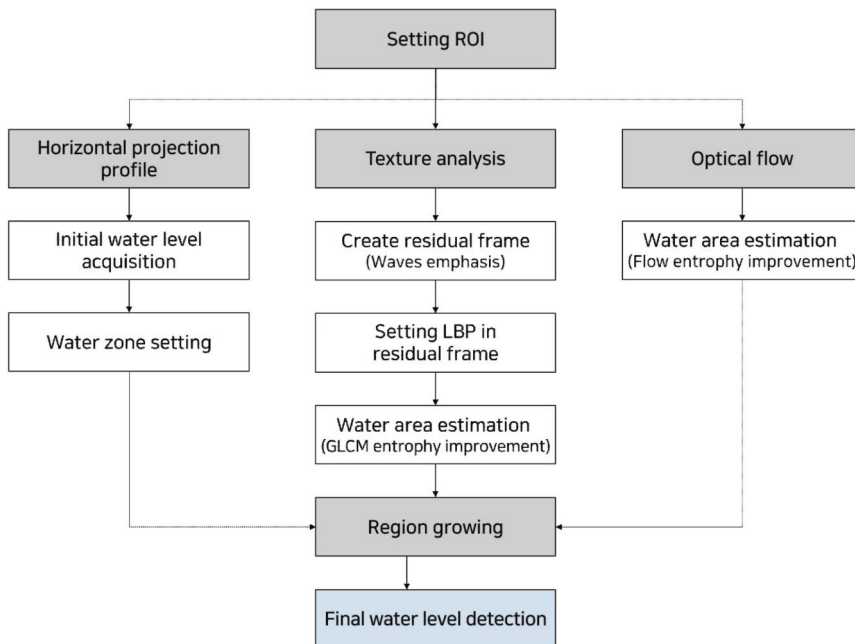 Setting ROI
Horizontal projection
profile
Texture analysis
Optical flow
Initial water level
acquisition
Create residual frame
(Waves emphasis)
Water area estimation
(Flow entrophy improvement)
Water zone setting
Setting LBP in
residual frame
Water area estimation
(GLCM entrophy improvement)
Region growing
Final water level detection